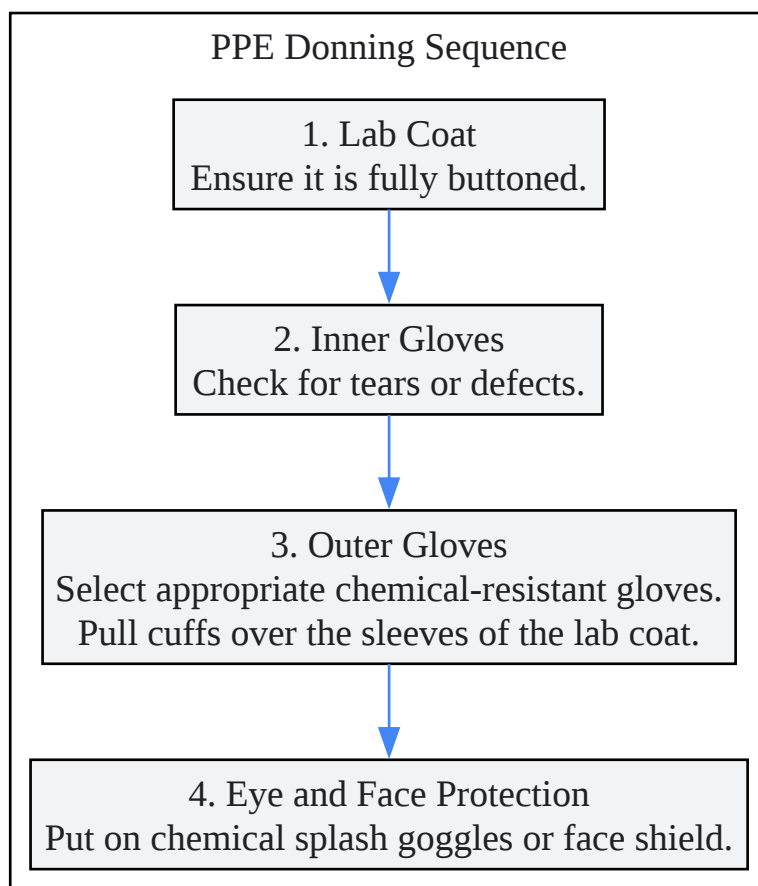 PPE Donning Sequence
1. Lab Coat
Ensure it is fully buttoned.
2. Inner Gloves
Check for tears or defects.
3. Outer Gloves
Select appropriate chemical-resistant gloves.
Pull cuffs over the sleeves of the lab coat.
4. Eye and Face Protection
Put on chemical splash goggles or face shield.